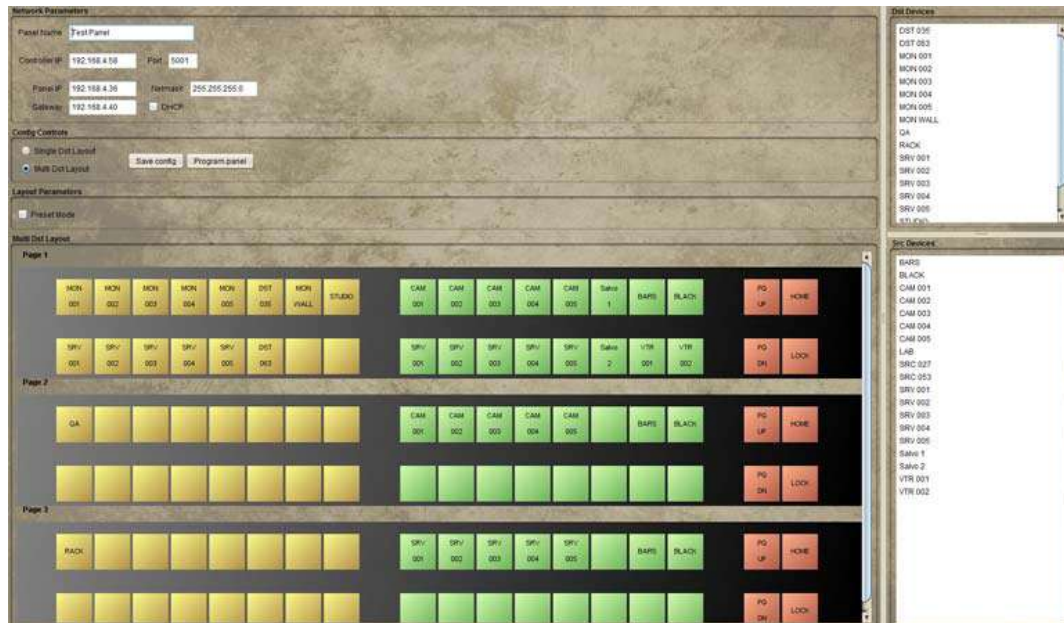 Network Parameters
Panel Name Test Panel
Controller IP 192.168.4.58 Port 5001
Panel IP 192.168.4.36 Netmask 255.255.255.0
Gateway 192.168.4.40 DHCP
Config Controls
Single Dst Layout
Multi Dst Layout
Save config Program panel
Layout Parameters
Preset Mode
Multi Dst Layout
Page 1
MON 001 MON 002 MON 003 MON 004 MON 005 DST 035 MON WALL STUDIO CAM 001 CAM 002 CAM 003 CAM 004 CAM 005 Salvo 1 BARS BLACK PG UP HOME
SRV 001 SRV 002 SRV 003 SRV 004 SRV 005 DST 063 SRV 001 SRV 002 SRV 003 SRV 004 SRV 005 Salvo 2 VTR 001 VTR 002 PG DN LOCK
Page 2
QA CAM 001 CAM 002 CAM 003 CAM 004 CAM 005 BARS BLACK PG UP HOME
PG DN LOCK
Page 3
RACK SRV 001 SRV 002 SRV 003 SRV 004 SRV 005 BARS BLACK PG UP HOME
PG DN LOCK
Dst Devices
DST 035
DST 063
MON 001
MON 002
MON 003
MON 004
MON 005
MON WALL
QA
RACK
SRV 001
SRV 002
SRV 003
SRV 004
SRV 005
STUDIO
Src Devices
BARS
BLACK
CAM 001
CAM 002
CAM 003
CAM 004
CAM 005
LAB
SRC 027
SRC 053
SRV 001
SRV 002
SRV 003
SRV 004
SRV 005
Salvo 1
Salvo 2
VTR 001
VTR 002